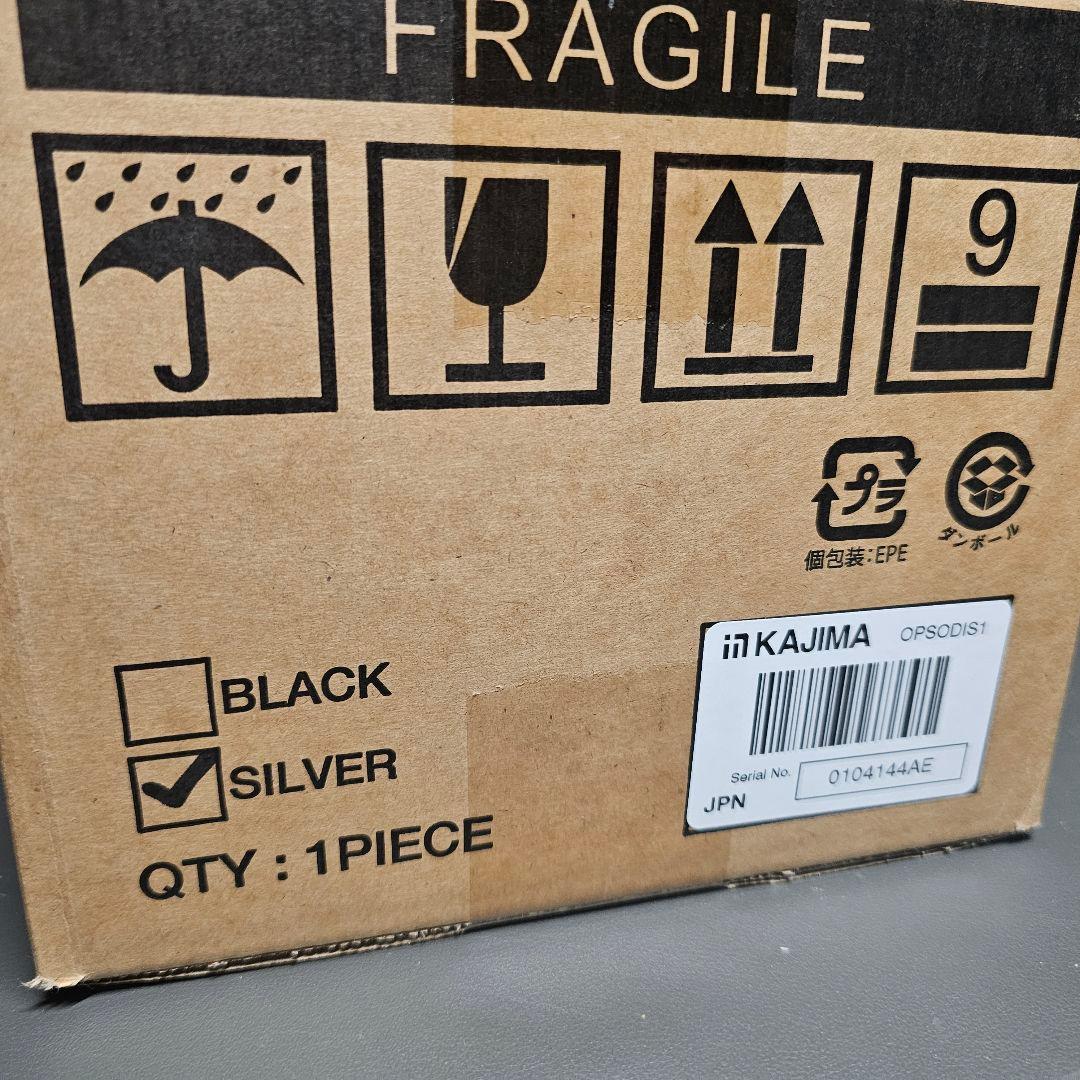 FRAGILE
9
プラ
個包装:EPE
ダンボール
KAJIMA OPSODIS1
Serial No. 0104144AE
JPN
BLACK
SILVER
QTY : 1PIECE